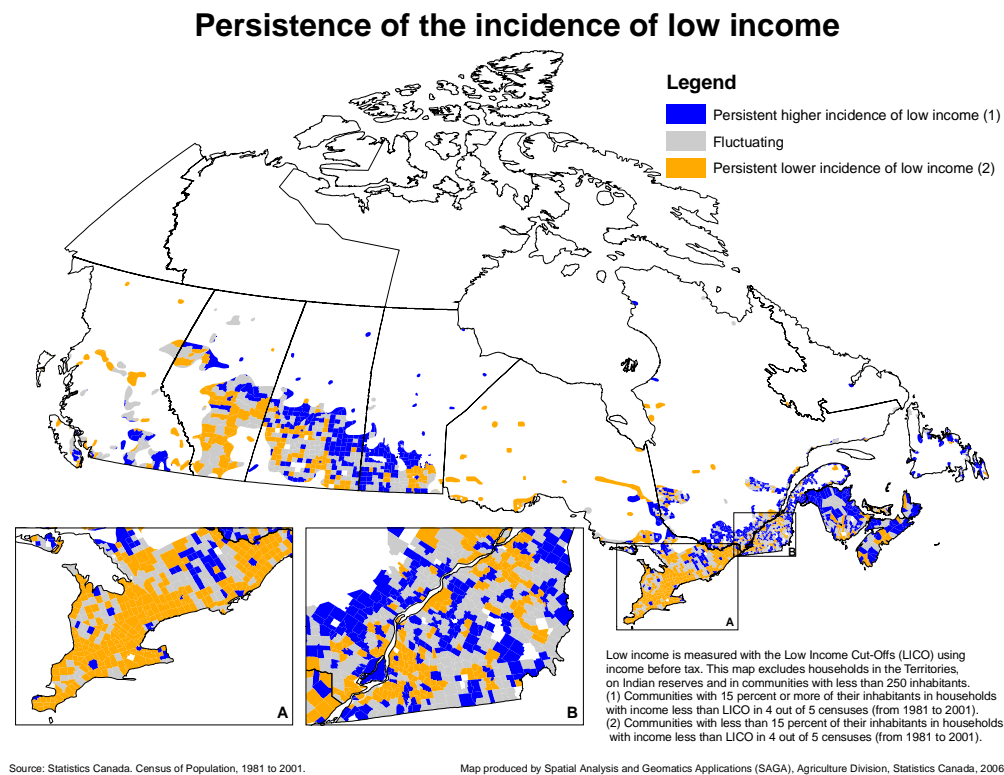 Persistence of the incidence of low income
Legend
Persistent higher incidence of low income (1)
Fluctuating
Persistent lower incidence of low income (2)
B
A
A
B
Low income is measured with the Low Income Cut-Offs (LICO) using
income before tax. This map excludes households in the Territories,
on Indian reserves and in communities with less than 250 inhabitants.
(1) Communities with 15 percent or more of their inhabitants in households
with income less than LICO in 4 out of 5 censuses (from 1981 to 2001).
(2) Communities with less than 15 percent of their inhabitants in households
with income less than LICO in 4 out of 5 censuses (from 1981 to 2001).
Source: Statistics Canada. Census of Population, 1981 to 2001.
Map produced by Spatial Analysis and Geomatics Applications (SAGA), Agriculture Division, Statistics Canada, 2006